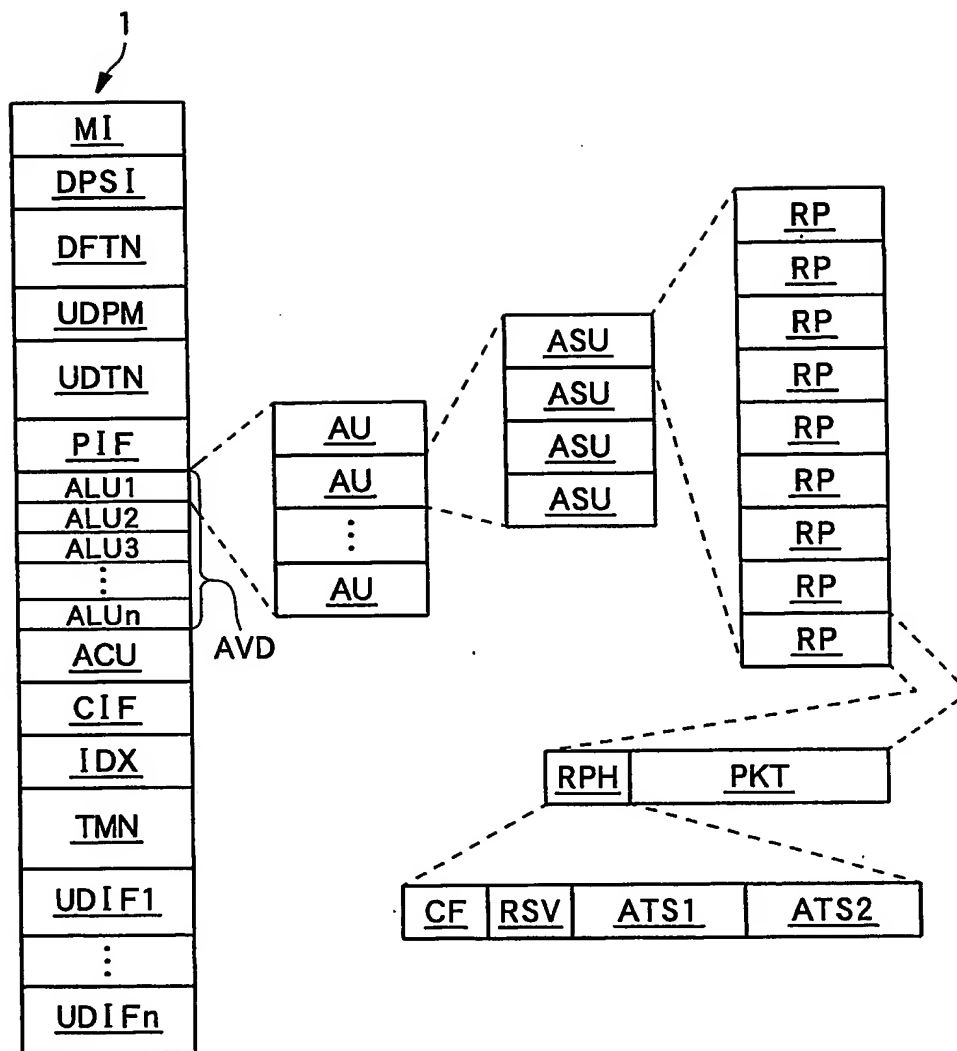 1
MI
DPSI
DFTN
UDPM
UDTN
PIF
ALU1
ALU2
ALU3
⋮
ALUn
AVD
ACU
CIF
IDX
TMN
UDIF1
⋮
UDIFn
AU
AU
⋮
AU
ASU
ASU
ASU
ASU
RP
RP
RP
RP
RP
RP
RP
RP
RP
RPH PKT
CF RSV ATS1 ATS2